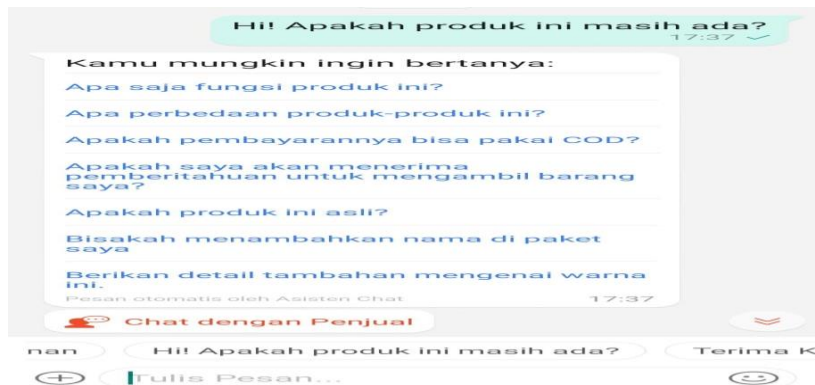 Hi! Apakah produk ini masih ada?
17:37
Kamu mungkin ingin bertanya:
Apa saja fungsi produk ini?
Apa perbedaan produk-produk ini?
Apakah pembayarannya bisa pakai COD?
Apakah saya akan menerima
pemberitahuan untuk mengambil barang
saya?
Apakah produk ini asli?
Bisakah menambahkan nama di paket
saya
Berikan detail tambahan mengenai warna
ini.
Pesan otomatis oleh Asisten Chat 17:37
Chat dengan Penjual
nan Hi! Apakah produk ini masih ada? Terima K
Tulis Pesan...